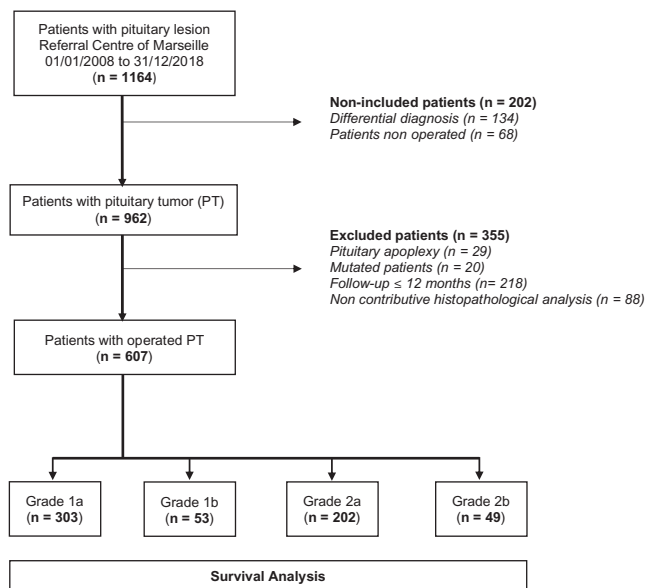 Patients with pituitary lesion
Referral Centre of Marseille
01/01/2008 to 31/12/2018
(n = 1164)
Non-included patients (n = 202)
Differential diagnosis (n = 134)
Patients non operated (n = 68)
Patients with pituitary tumor (PT)
(n = 962)
Excluded patients (n = 355)
Pituitary apoplexy (n = 29)
Mutated patients (n = 20)
Follow-up ≤ 12 months (n= 218)
Non contributive histopathological analysis (n = 88)
Patients with operated PT
(n = 607)
Grade 1a
(n = 303)
Grade 1b
(n = 53)
Grade 2a
(n = 202)
Grade 2b
(n = 49)
Survival Analysis